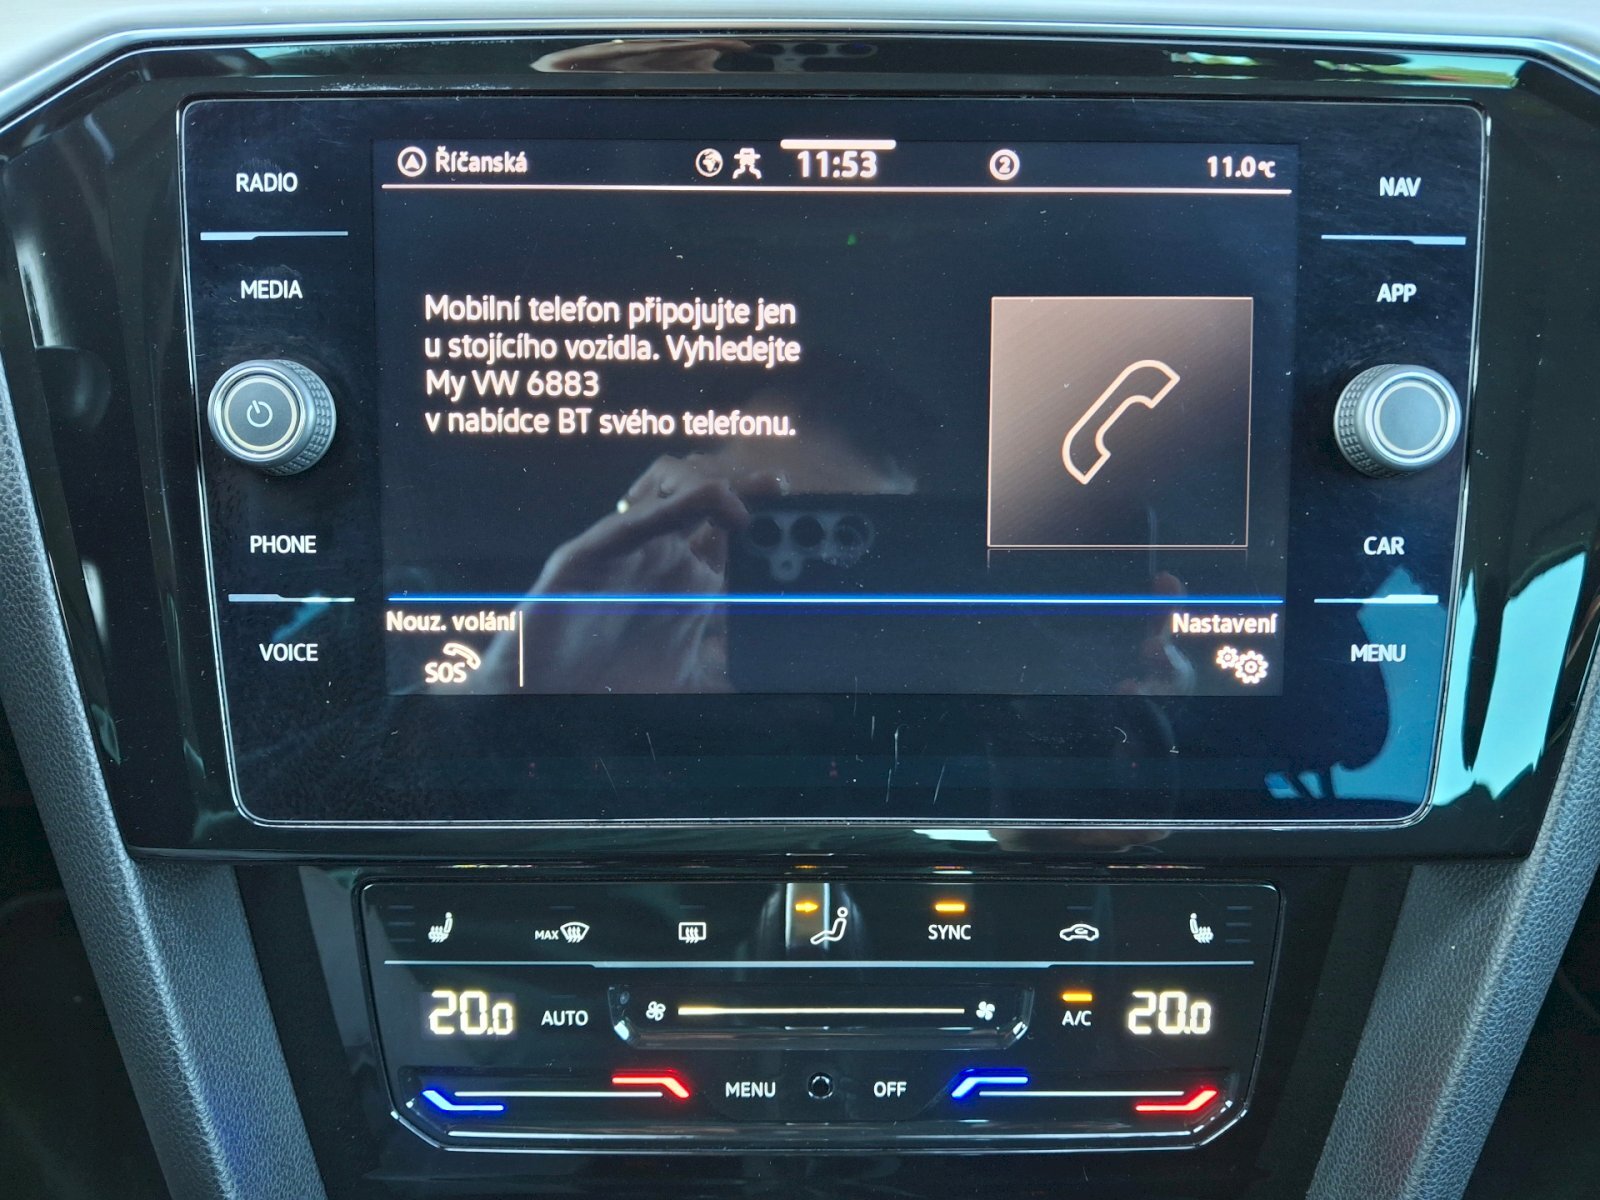 Říčanská 11:53 2 11.0°C
RADIO
MEDIA
PHONE
VOICE
Mobilní telefon připojujte jen
u stojícího vozidla. Vyhledejte
My VW 6883
v nabídce BT svého telefonu.
Nouz. volání
SOS
Nastavení
NAV
APP
CAR
MENU
MAX SYNC
20.0 AUTO A/C 20.0
MENU OFF